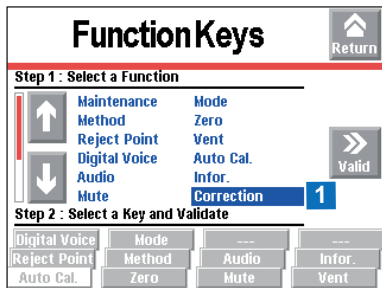 Function Keys
Return
Step 1 : Select a Function
Maintenance Mode
Method Zero
Reject Point Vent
Digital Voice Auto Cal.
Audio Infor.
Mute Correction 1
Valid
Step 2 : Select a Key and Validate
Digital Voice Mode --- ---
Reject Point Method Audio Infor.
Auto Cal. Zero Mute Vent